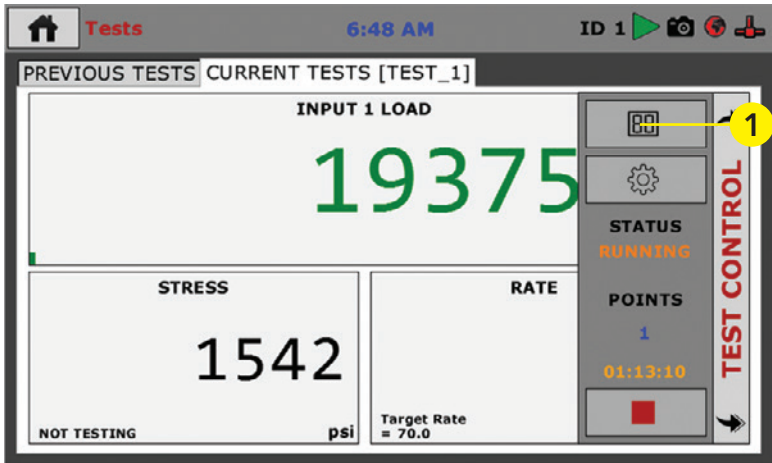 Tests 6:48 AM ID 1
PREVIOUS TESTS CURRENT TESTS [TEST_1]
INPUT 1 LOAD
19375
STRESS
1542
NOT TESTING psi
RATE
Target Rate
= 70.0
88
1
STATUS
RUNNING
POINTS
1
01:13:10
TEST CONTROL